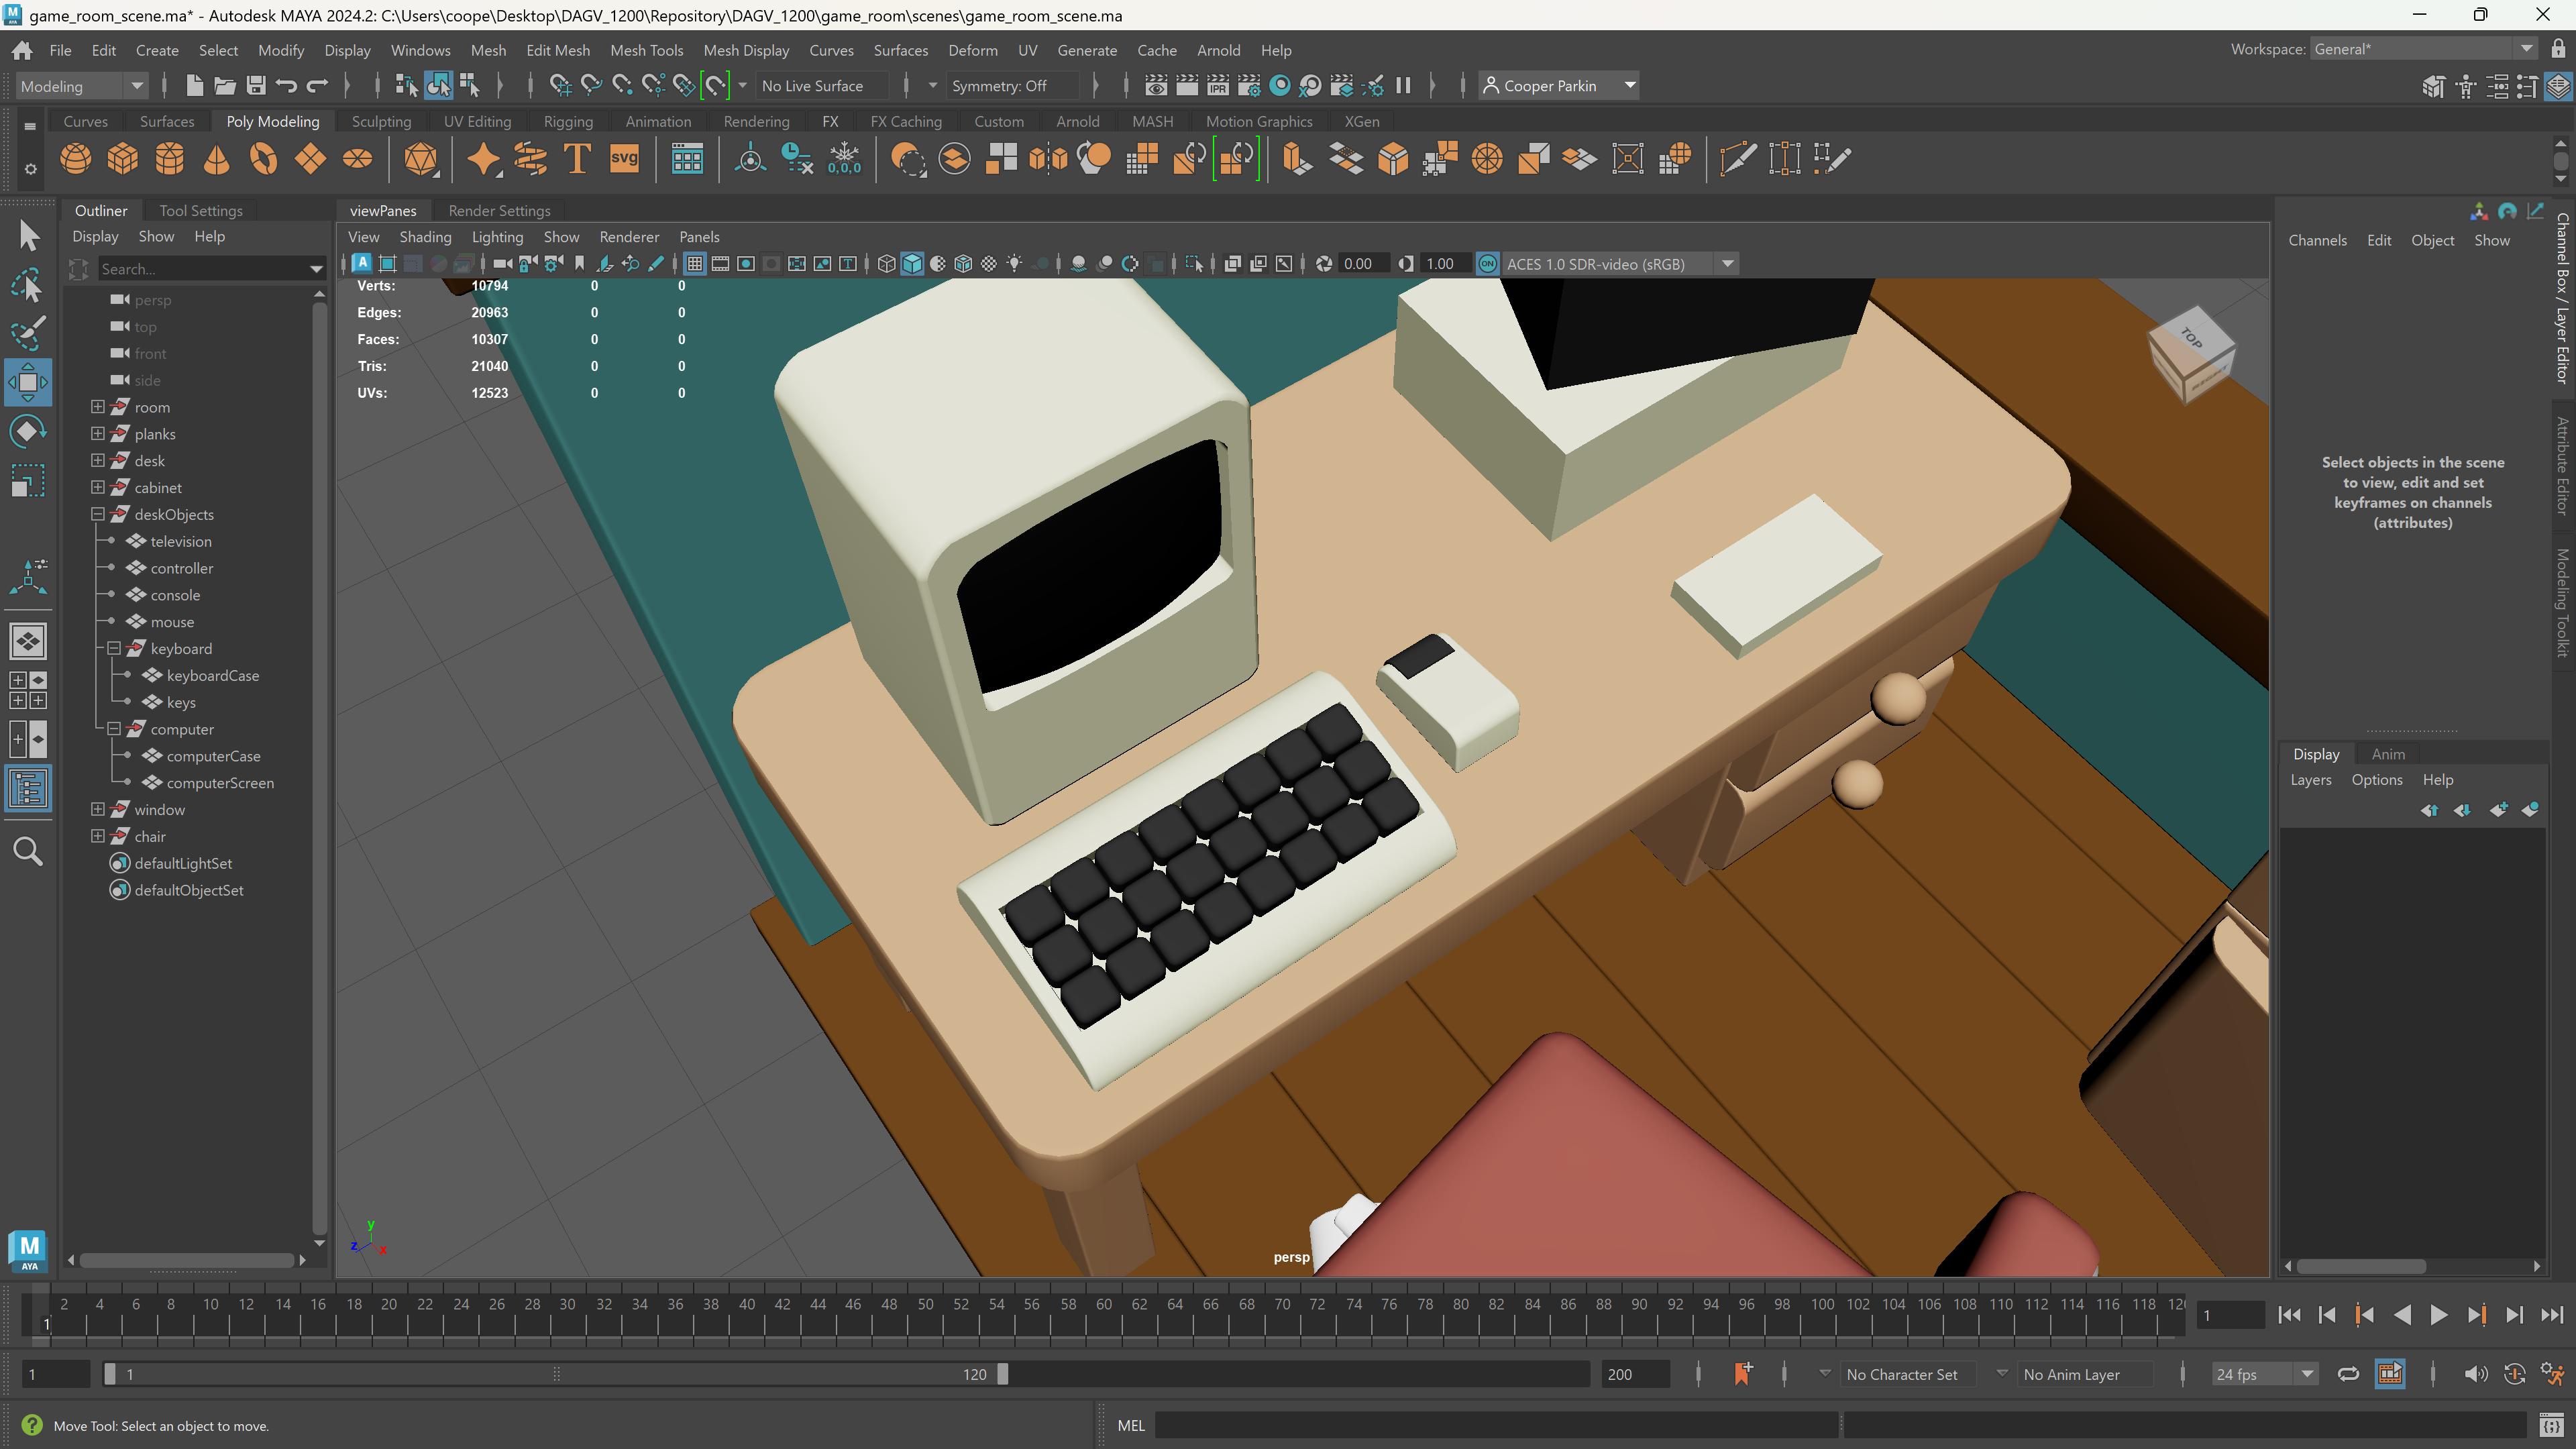 game_room_scene.ma* - Autodesk MAYA 2024.2: C:\Users\coope\Desktop\DAGV_1200\Repository\DAGV_1200\game_room\scenes\game_room_scene.ma
File Edit Create Select Modify Display Windows Mesh Edit Mesh Mesh Tools Mesh Display Curves Surfaces Deform UV Generate Cache Arnold Help
Workspace: General*
Modeling
No Live Surface
Symmetry: Off
IPR
Cooper Parkin
Curves Surfaces Poly Modeling Sculpting UV Editing Rigging Animation Rendering FX FX Caching Custom Arnold MASH Motion Graphics XGen
T
svg
0,0,0
Outliner Tool Settings
Display Show Help
Search...
persp
top
front
side
room
planks
desk
cabinet
deskObjects
television
controller
console
mouse
keyboard
keyboardCase
keys
computer
computerCase
computerScreen
window
chair
defaultLightSet
defaultObjectSet
viewPanes Render Settings
View Shading Lighting Show Renderer Panels
0.00
1.00
ON
ACES 1.0 SDR-video (sRGB)
Verts: 10794 0 0
Edges: 20963 0 0
Faces: 10307 0 0
Tris: 21040 0 0
UVs: 12523 0 0
TOP
y
z x
persp
Channels Edit Object Show
Select objects in the scene
to view, edit and set
keyframes on channels
(attributes)
Channel Box / Layer Editor
Attribute Editor
Modeling Toolkit
Display Anim
Layers Options Help
M
AYA
2 4 6 8 10 12 14 16 18 20 22 24 26 28 30 32 34 36 38 40 42 44 46 48 50 52 54 56 58 60 62 64 66 68 70 72 74 76 78 80 82 84 86 88 90 92 94 96 98 100 102 104 106 108 110 112 114 116 118
1
1
1
1
120
200
No Character Set
No Anim Layer
24 fps
Move Tool: Select an object to move.
MEL